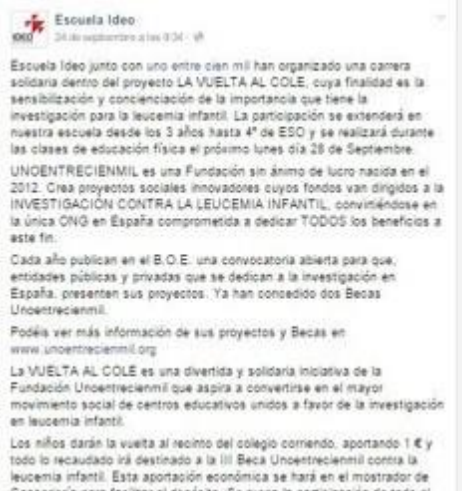 Escuela Ideo
IDEO
24 de septiembre a las 9:34
Escuela Ideo junto con uno entre cien mil han organizado una carrera
solidaria dentro del proyecto LA VUELTA AL COLE, cuya finalidad es la
sensibilización y concienciación de la importancia que tiene la
investigación para la leucemia infantil. La participación se extenderá en
nuestra escuela desde los 3 años hasta 4º de ESO y se realizará durante
las clases de educación física el próximo lunes día 28 de Septiembre.
UNOENTRECIENMIL es una Fundación sin ánimo de lucro nacida en el
2012. Crea proyectos sociales innovadores cuyos fondos van dirigidos a la
INVESTIGACIÓN CONTRA LA LEUCEMIA INFANTIL, convirtiéndose en
la única ONG en España comprometida a dedicar TODOS los beneficios a
este fin.
Cada año publican en el B.O.E. una convocatoria abierta para que,
entidades públicas y privadas que se dedican a la investigación en
España, presenten sus proyectos. Ya han concedido dos Becas
Unoentrecienmil.
Podéis ver más información de sus proyectos y Becas en
www.unoentrecienmil.org
La VUELTA AL COLE es una divertida y solidaria iniciativa de la
Fundación Unoentrecienmil que aspira a convertirse en el mayor
movimiento social de centros educativos unidos a favor de la investigación
en leucemia infantil.
Los niños darán la vuelta al recinto del colegio corriendo, aportando 1 € y
todo lo recaudado irá destinado a la III Beca Unoentrecienmil contra la
leucemia infantil. Esta aportación económica se hará en el mostrador de